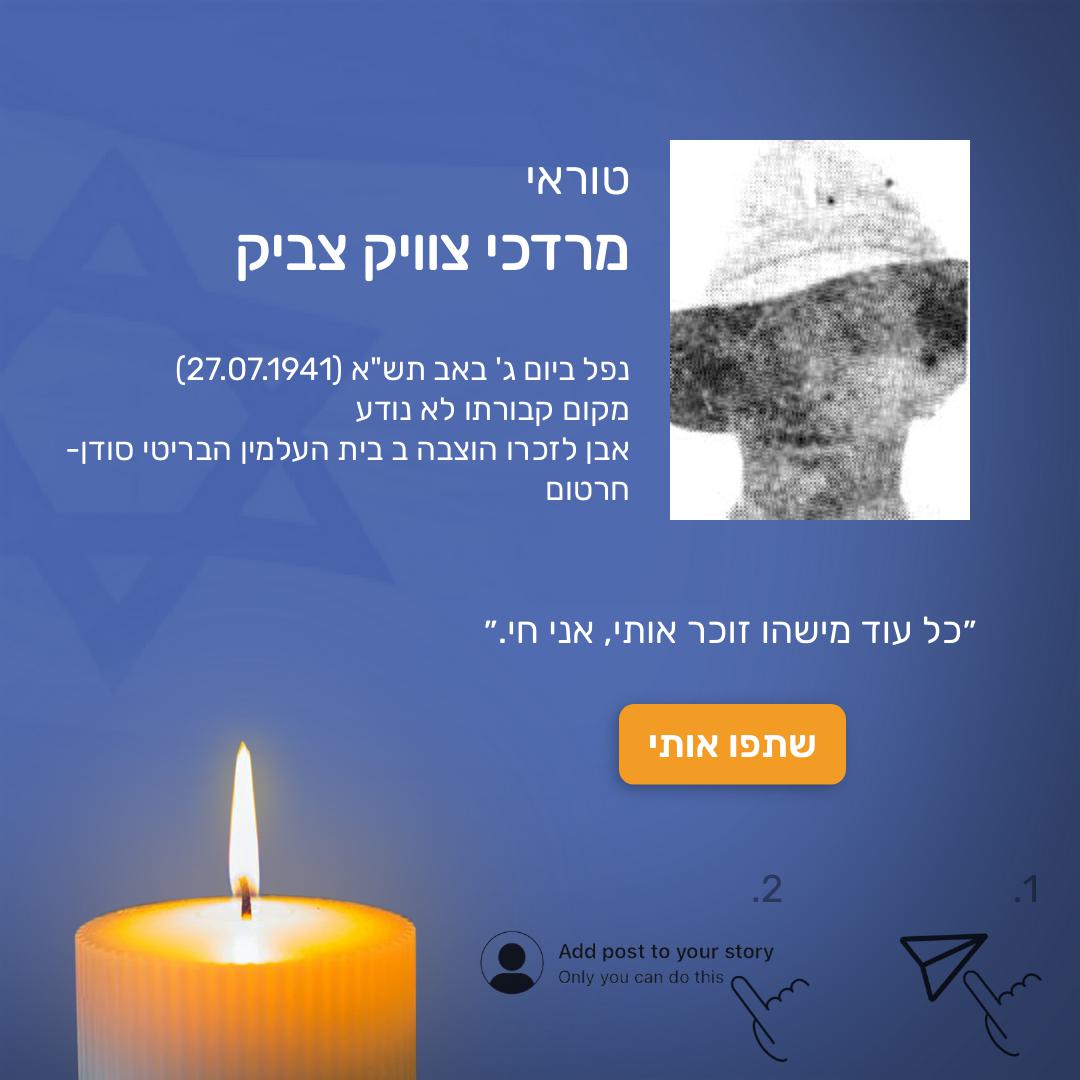 טוראי
מרדכי צוויק צביק
נפל ביום ג' באב תש"א (27.07.1941)
מקום קבורתו לא נודע
אבן לזכרו הוצבה ב בית העלמין הבריטי סודן-
חרטום
״כל עוד מישהו זוכר אותי, אני חי.״
שתפו אותי
.1
.2
Add post to your story
Only you can do this